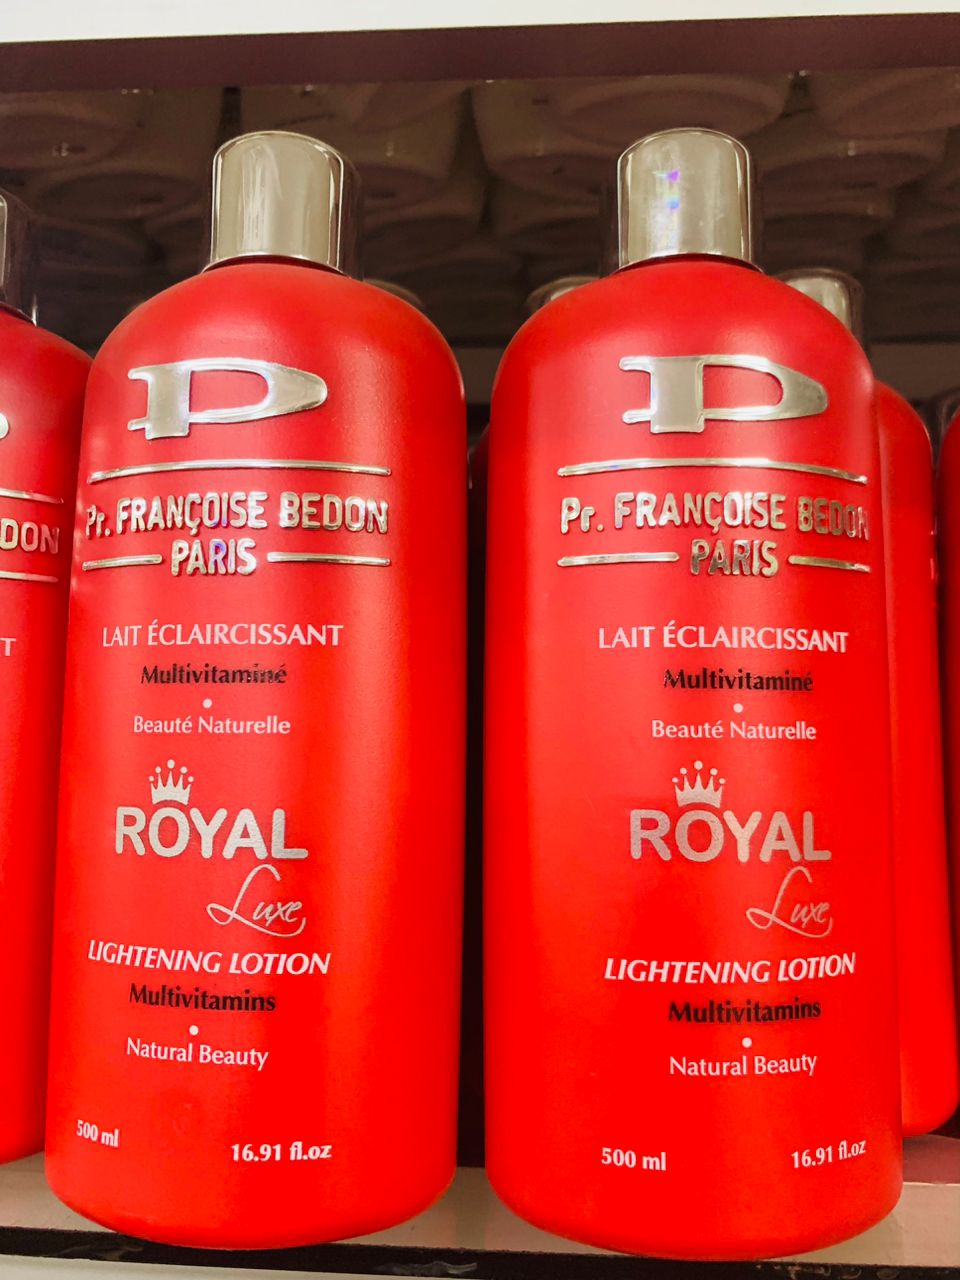 DON
T
Pr. FRANÇOISE BEDON
PARIS
LAIT ÉCLAIRCISSANT
Multivitaminé
Beauté Naturelle
ROYAL
Luxe
LIGHTENING LOTION
Multivitamins
Natural Beauty
500 ml 16.91 fl.oz
Pr. FRANÇOISE BEDON
PARIS
LAIT ÉCLAIRCISSANT
Multivitaminé
Beauté Naturelle
ROYAL
Luxe
LIGHTENING LOTION
Multivitamins
Natural Beauty
500 ml 16.91 fl.oz